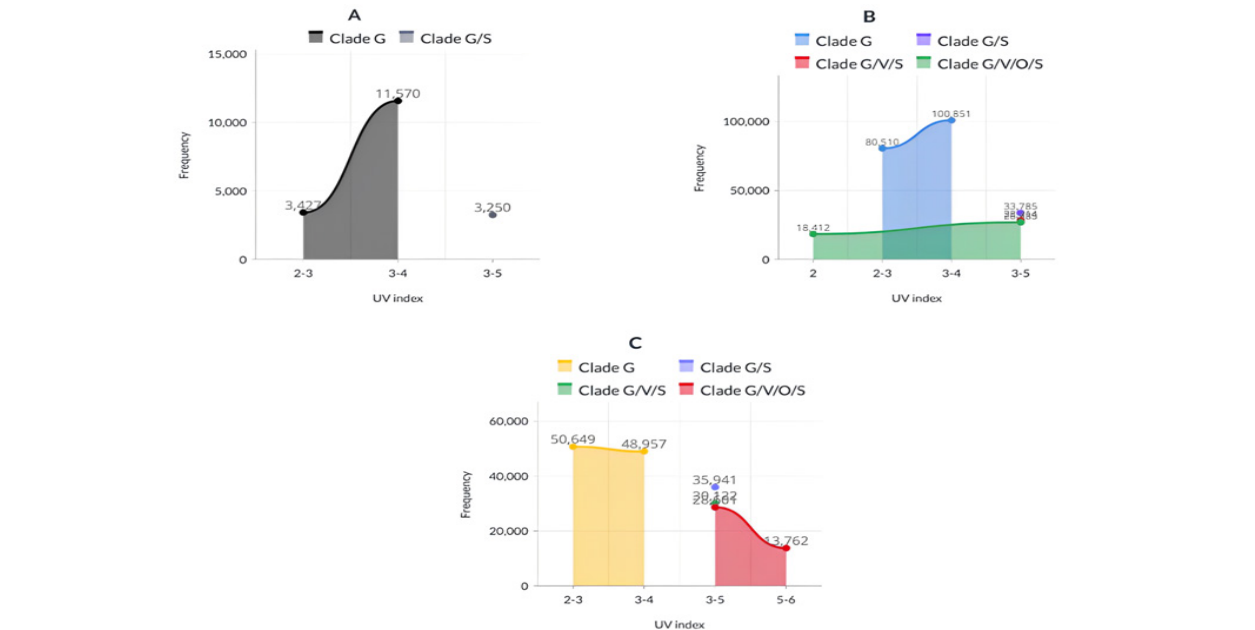 A
Clade G Clade G/S
15,000
11,570
10,000
Frequency
5,000
3,427
3,250
0
2-3 3-4 3-5
UV index
B
Clade G Clade G/S
Clade G/V/S Clade G/V/O/S
100,851
100,000
80,510
Frequency
50,000
33,785
18,412
0
2 2-3 3-4 3-5
UV index
C
Clade G Clade G/S
Clade G/V/S Clade G/V/O/S
60,000
50,649 48,957
40,000
35,941
30,122
Frequency
20,000
13,762
0
2-3 3-4 3-5 5-6
UV index